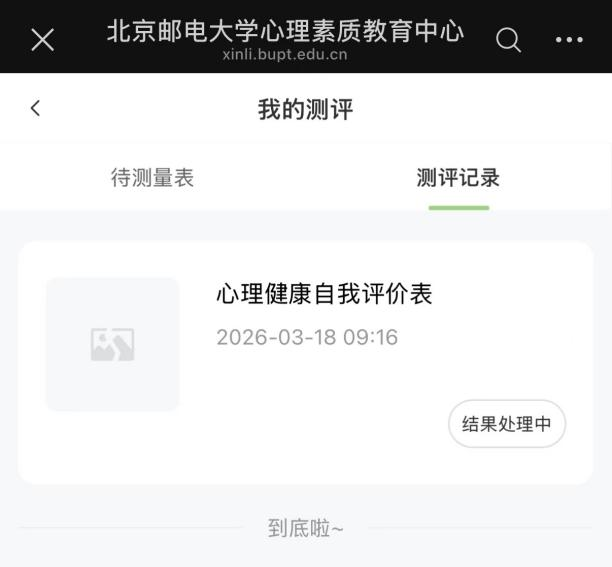 北京邮电大学心理素质教育中心
xinli.bupt.edu.cn
我的测评
待测量表
测评记录
心理健康自我评价表
2026-03-18 09:16
结果处理中
到底啦~